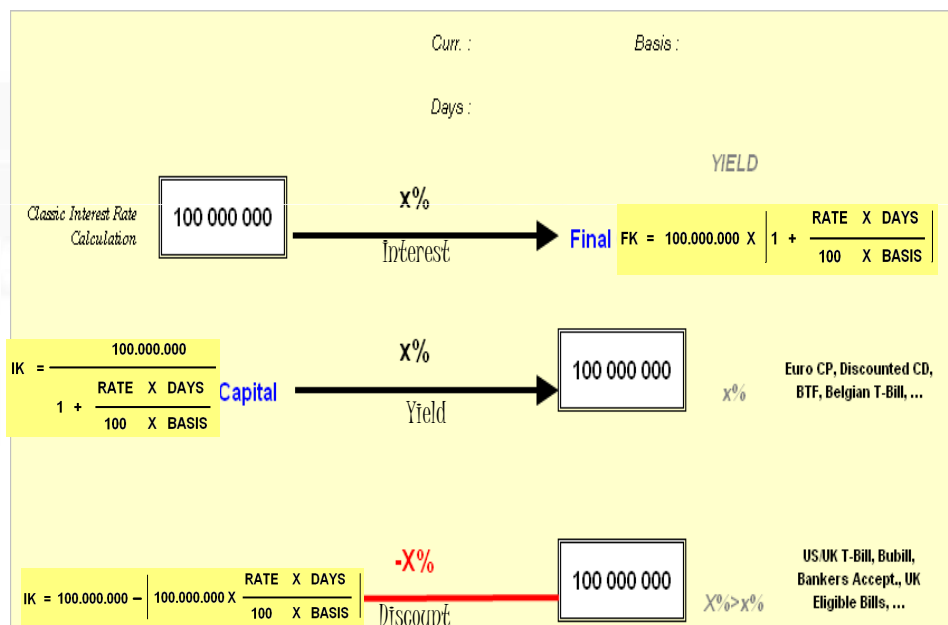 Curr. : Basis :
Days :
YIELD
Classic Interest Rate
Calculation
100 000 000
x%
Interest
Final
FK = 100.000.000 X | 1 + RATE X DAYS |
100 X BASIS
100.000.000
IK =
1 + RATE X DAYS
100 X BASIS
Capital
x%
Yield
100 000 000
x%
Euro CP, Discounted CD,
BTF, Belgian T-Bill, ...
IK = 100.000.000 – | 100.000.000 X RATE X DAYS |
100 X BASIS
-X%
Discount
100 000 000
X%>x%
US/UK T-Bill, Bubill,
Bankers Accept., UK
Eligible Bills, ...